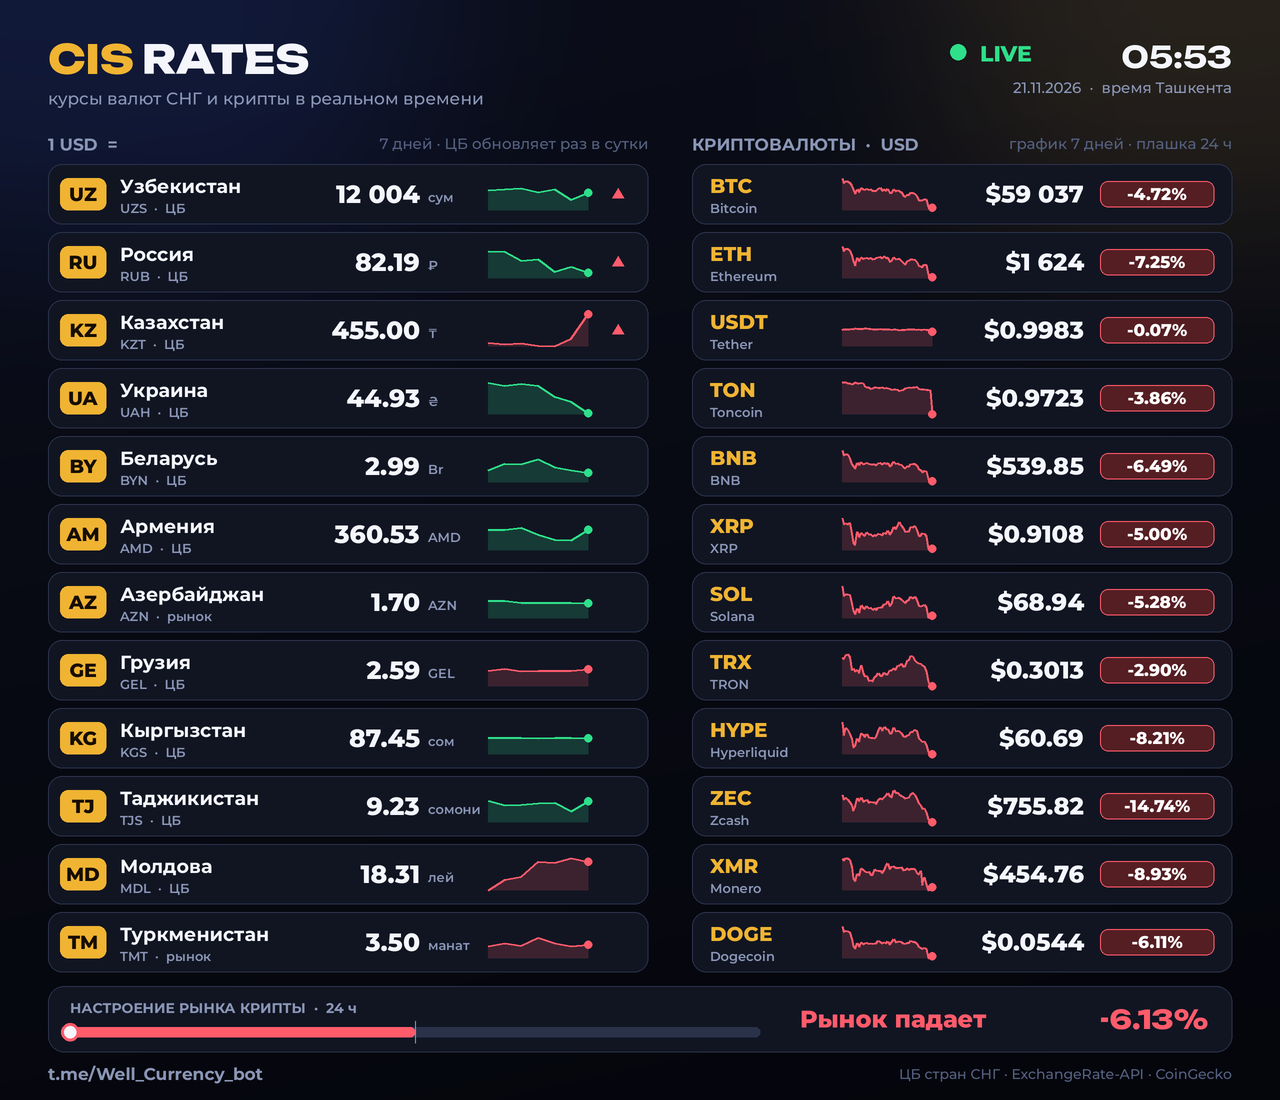 CIS RATES
курсы валют СНГ и крипты в реальном времени
LIVE 05:53
21.11.2026 · время Ташкента
1 USD =
7 дней · ЦБ обновляет раз в сутки
UZ Узбекистан 12 004 сум
UZS · ЦБ
RU Россия 82.19 ₽
RUB · ЦБ
KZ Казахстан 455.00 ₸
KZT · ЦБ
UA Украина 44.93 ₴
UAH · ЦБ
BY Беларусь 2.99 Br
BYN · ЦБ
AM Армения 360.53 AMD
AMD · ЦБ
AZ Азербайджан 1.70 AZN
AZN · рынок
GE Грузия 2.59 GEL
GEL · ЦБ
KG Кыргызстан 87.45 сом
KGS · ЦБ
TJ Таджикистан 9.23 сомони
TJS · ЦБ
MD Молдова 18.31 лей
MDL · ЦБ
TM Туркменистан 3.50 манат
TMT · рынок
КРИПТОВАЛЮТЫ · USD
график 7 дней · плашка 24 ч
BTC $59 037 -4.72%
Bitcoin
ETH $1 624 -7.25%
Ethereum
USDT $0.9983 -0.07%
Tether
TON $0.9723 -3.86%
Toncoin
BNB $539.85 -6.49%
BNB
XRP $0.9108 -5.00%
XRP
SOL $68.94 -5.28%
Solana
TRX $0.3013 -2.90%
TRON
HYPE $60.69 -8.21%
Hyperliquid
ZEC $755.82 -14.74%
Zcash
XMR $454.76 -8.93%
Monero
DOGE $0.0544 -6.11%
Dogecoin
НАСТРОЕНИЕ РЫНКА КРИПТЫ · 24 ч
Рынок падает -6.13%
t.me/Well_Currency_bot
ЦБ стран СНГ · ExchangeRate-API · CoinGecko